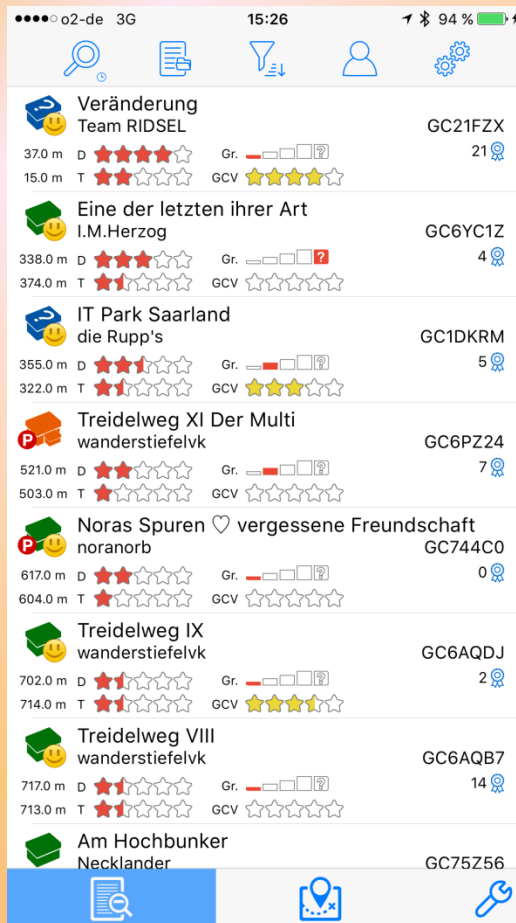 o2-de 3G 15:26 94 %
Veränderung
Team RIDSEL GC21FZX
37.0 m D Gr. ? 21
15.0 m T GCV
Eine der letzten ihrer Art
I.M.Herzog GC6YC1Z
338.0 m D Gr. ? 4
374.0 m T GCV
IT Park Saarland
die Rupp's GC1DKRM
355.0 m D Gr. ? 5
322.0 m T GCV
Treidelweg XI Der Multi
P wanderstiefelvk GC6PZ24
521.0 m D Gr. ? 7
503.0 m T GCV
Noras Spuren ♡ vergessene Freundschaft
P noranorb GC744C0
617.0 m D Gr. ? 0
604.0 m T GCV
Treidelweg IX
wanderstiefelvk GC6AQDJ
702.0 m D Gr. ? 2
714.0 m T GCV
Treidelweg VIII
wanderstiefelvk GC6AQB7
717.0 m D Gr. ? 14
713.0 m T GCV
Am Hochbunker
Necklander GC75Z56